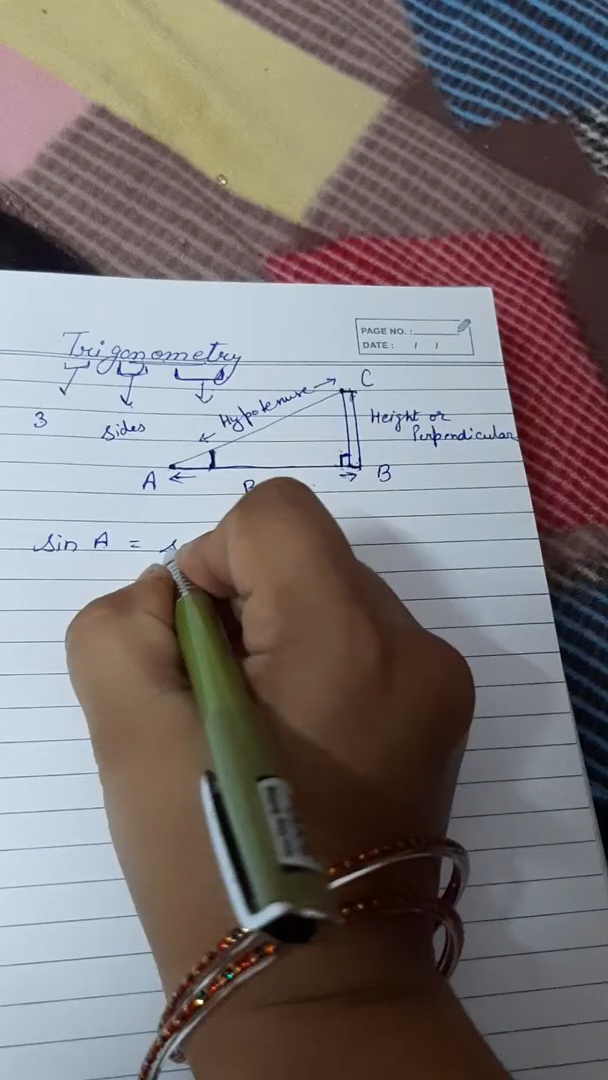 PAGE NO. :
DATE : / /
Trigonometry
3 Sides
Hypotenuse
C
Height or
Perpendicular
A B
Sin A =